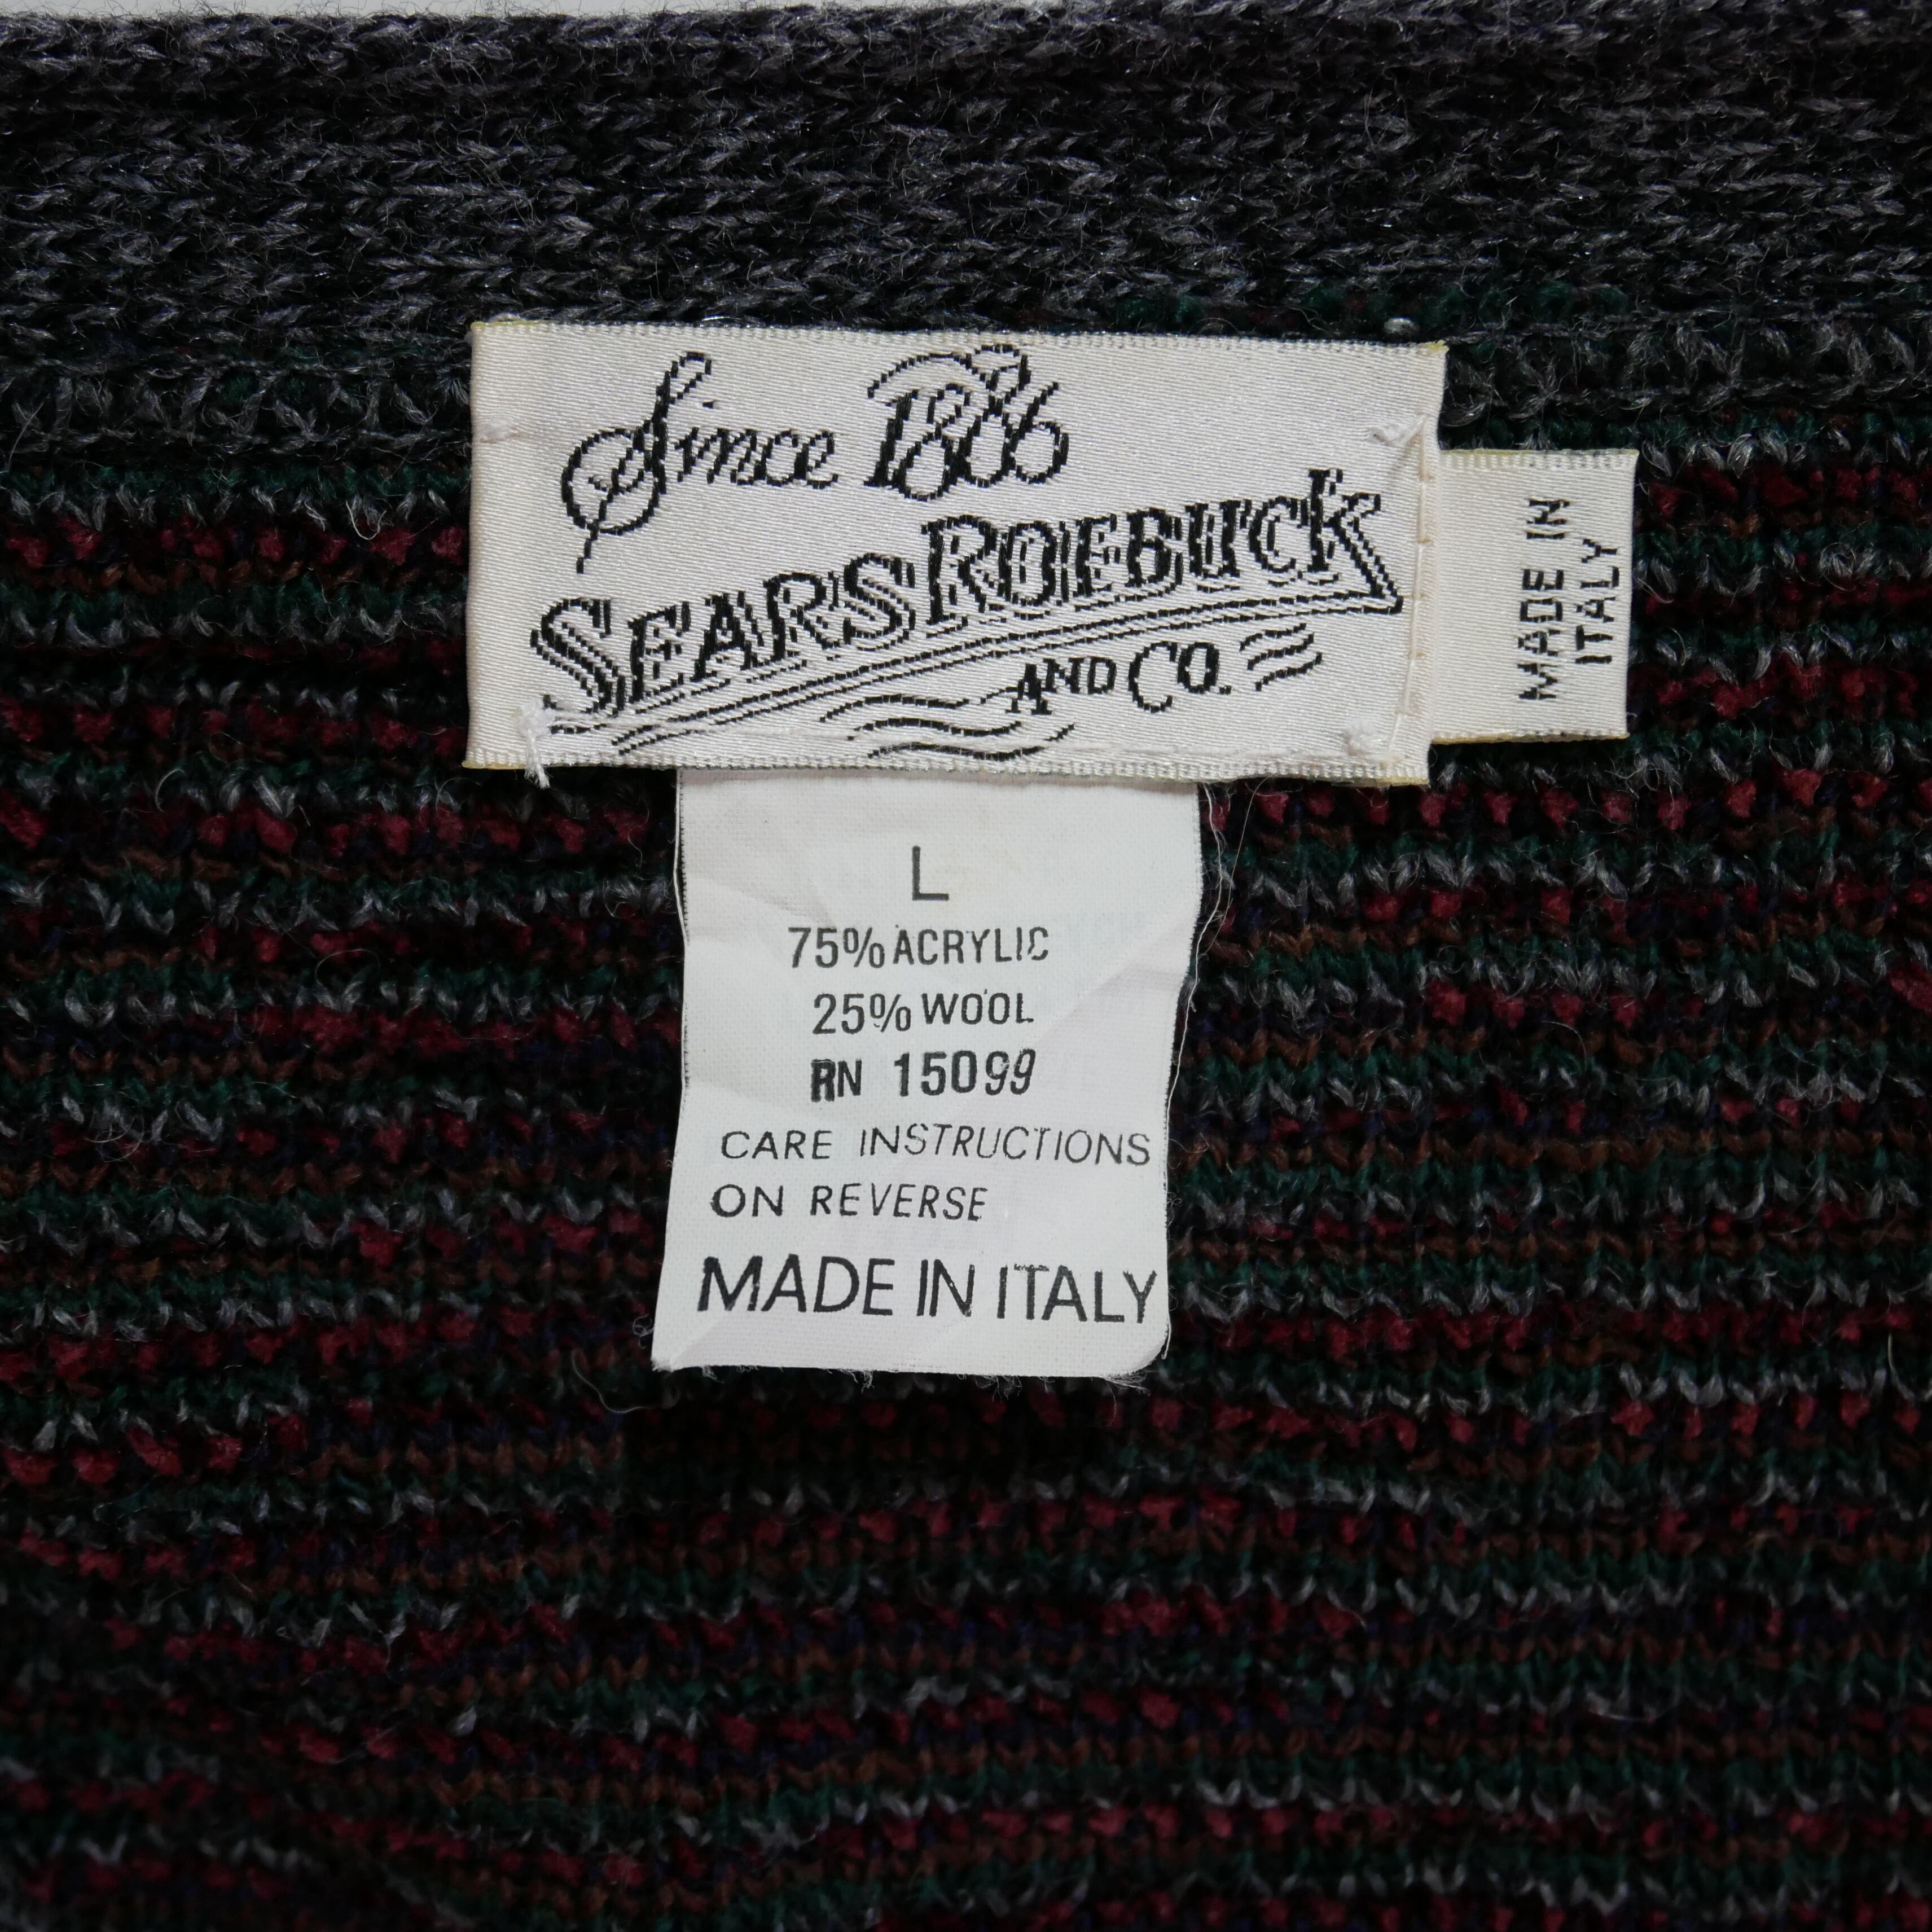 Since 1886
SEARS ROEBUCK
AND CO.
MADE IN
ITALY
L
75% ACRYLIC
25% WOOL
RN 15099
CARE INSTRUCTIONS
ON REVERSE
MADE IN ITALY